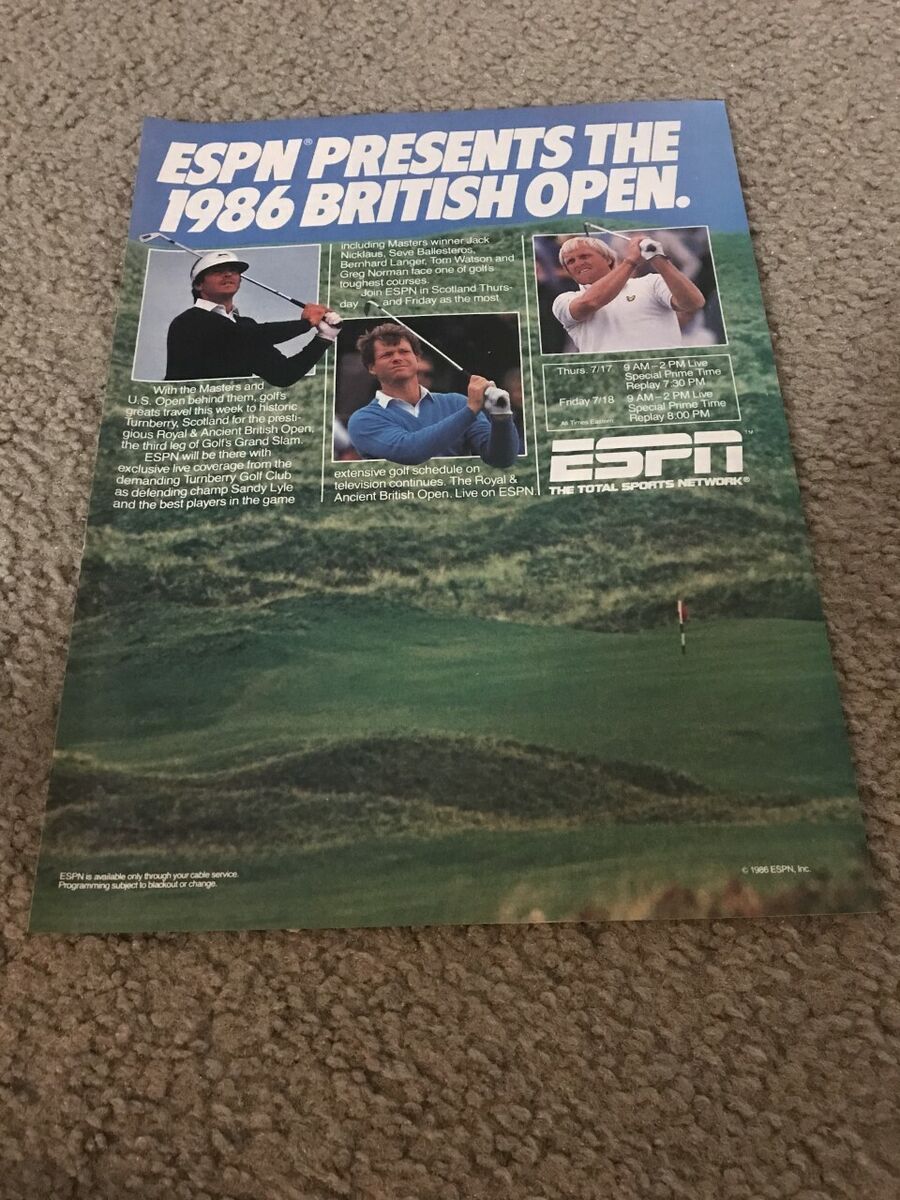 ESPN® PRESENTS THE
1986 BRITISH OPEN.
With the Masters and
U.S. Open behind them, golf's
greats travel this week to historic
Turnberry, Scotland for the presti-
gious Royal & Ancient British Open,
the third leg of Golf's Grand Slam.
ESPN will be there with
exclusive live coverage from the
demanding Turnberry Golf Club
as defending champ Sandy Lyle
and the best players in the game
including Masters winner Jack
Nicklaus, Seve Ballesteros,
Bernhard Langer, Tom Watson and
Greg Norman face one of golf's
toughest courses.
Join ESPN in Scotland Thurs-
day and Friday as the most
extensive golf schedule on
television continues. The Royal &
Ancient British Open. Live on ESPN.
Thurs. 7/17 9 AM – 2 PM Live
Special Prime Time
Replay 7:30 PM
Friday 7/18 9 AM – 2 PM Live
Special Prime Time
All Times Eastern Replay 8:00 PM
ESPN™
THE TOTAL SPORTS NETWORK®
ESPN is available only through your cable service.
Programming subject to blackout or change.
© 1986 ESPN, Inc.